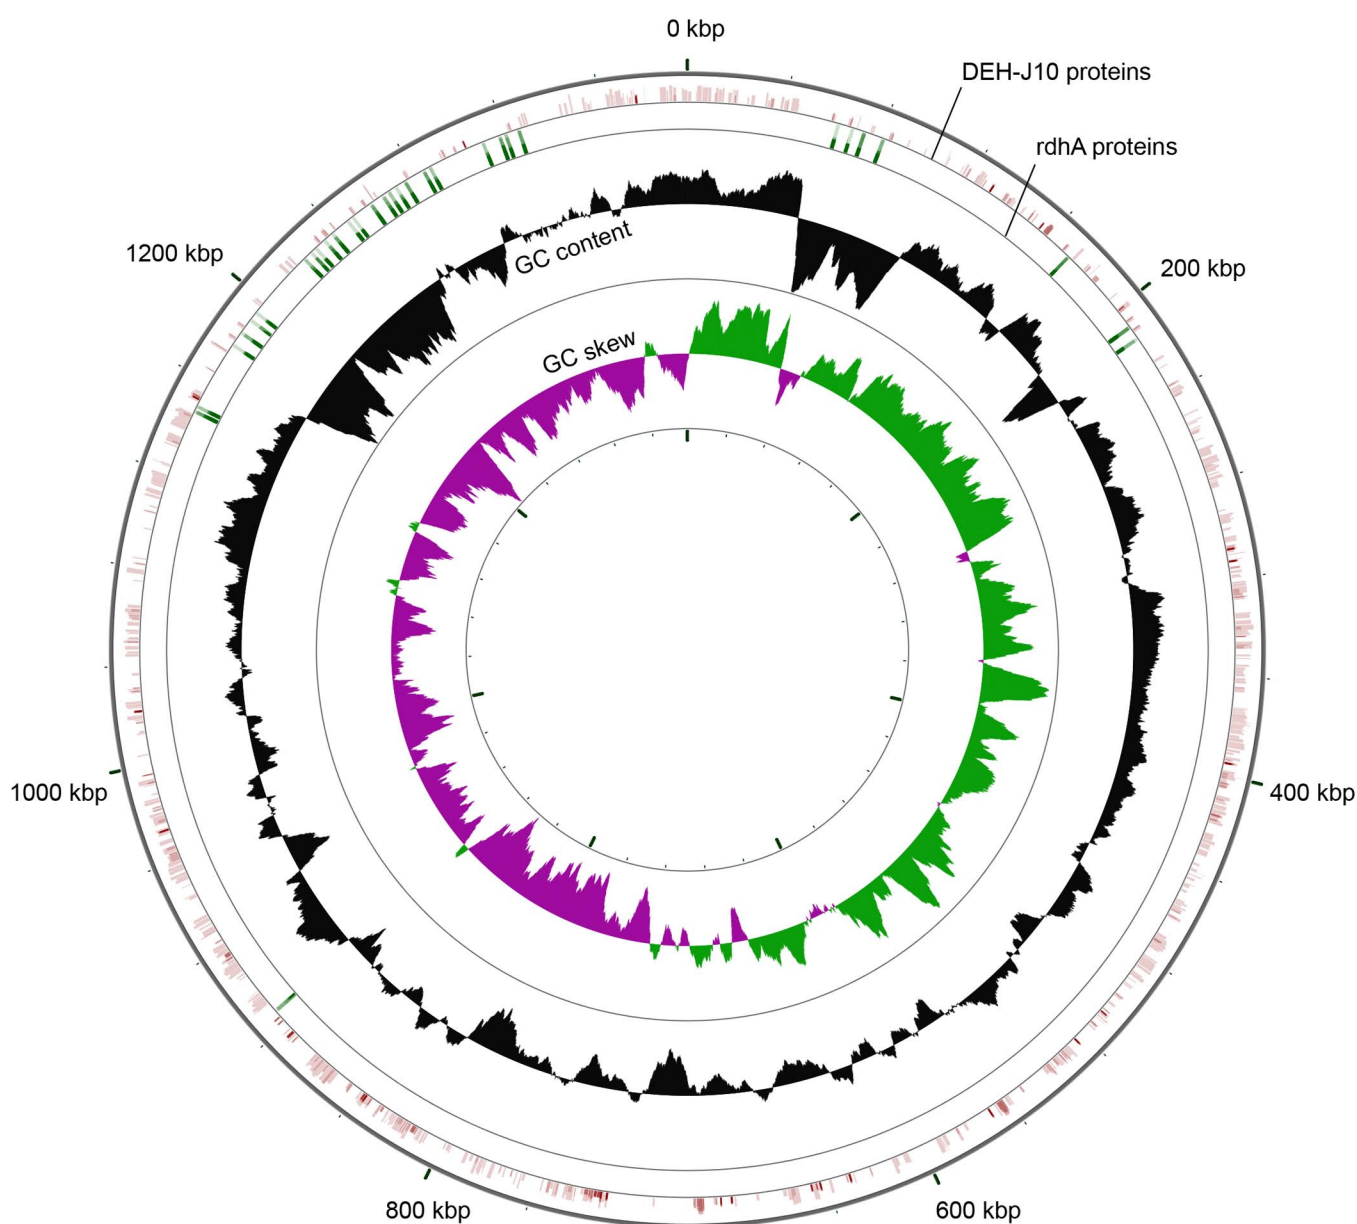 0 kbp
DEH-J10 proteins
rdhA proteins
1200 kbp
GC content
200 kbp
GC skew
1000 kbp
400 kbp
800 kbp
600 kbp